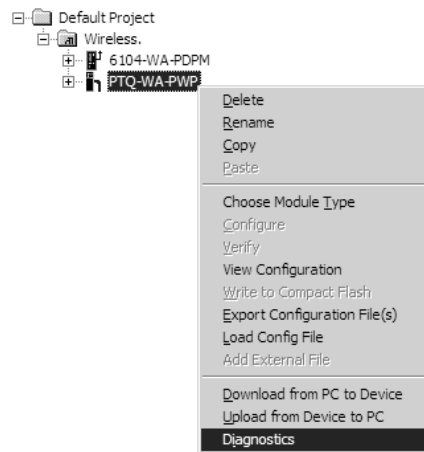 Default Project
Wireless.
6104-WA-PDPM
PTQ-WA-PWP
Delete
Rename
Copy
Paste
Choose Module Type
Configure
Verify
View Configuration
Write to Compact Flash
Export Configuration File(s)
Load Config File
Add External File
Download from PC to Device
Upload from Device to PC
Diagnostics